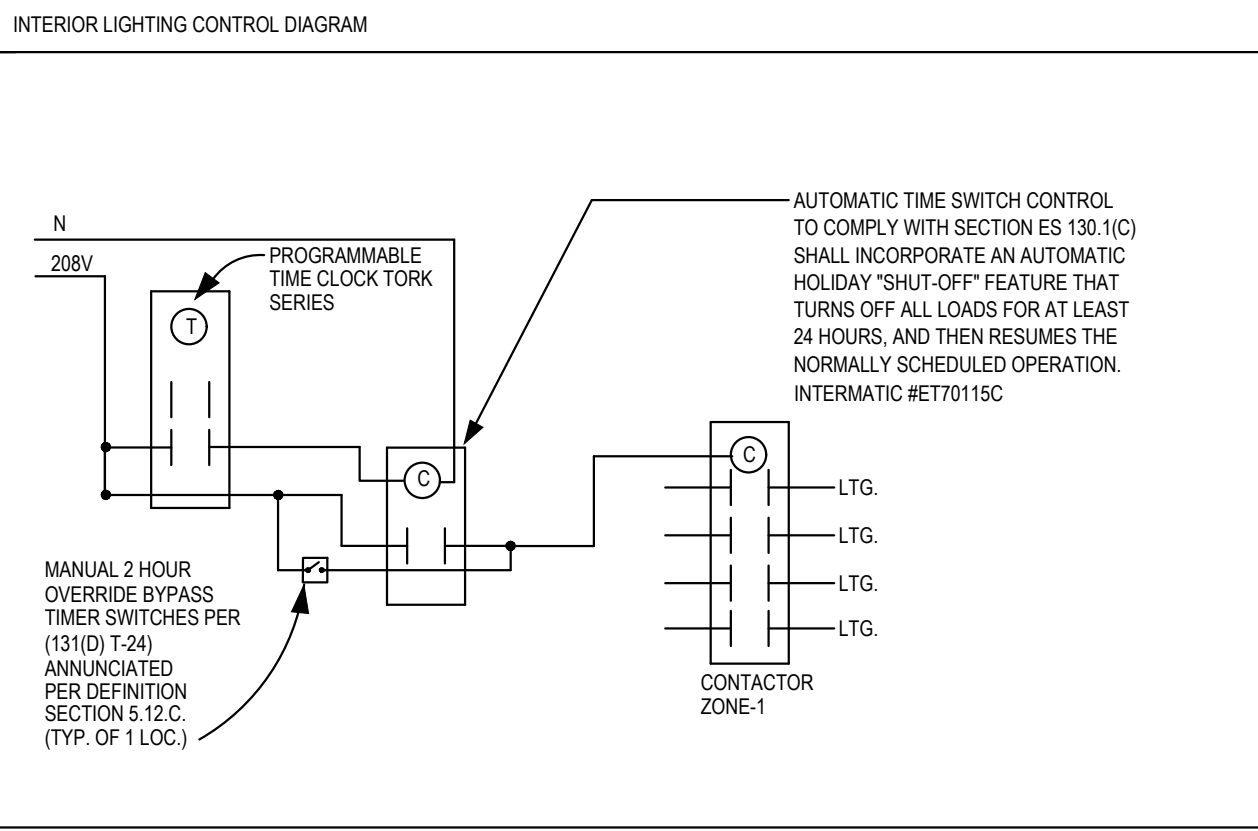 INTERIOR LIGHTING CONTROL DIAGRAM
N
208V
PROGRAMMABLE
TIME CLOCK TORK
SERIES
T
AUTOMATIC TIME SWITCH CONTROL
TO COMPLY WITH SECTION ES 130.1(C)
SHALL INCORPORATE AN AUTOMATIC
HOLIDAY "SHUT-OFF" FEATURE THAT
TURNS OFF ALL LOADS FOR AT LEAST
24 HOURS, AND THEN RESUMES THE
NORMALLY SCHEDULED OPERATION.
INTERMATIC #ET70115C
C
C
LTG.
LTG.
LTG.
LTG.
CONTACTOR
ZONE-1
MANUAL 2 HOUR
OVERRIDE BYPASS
TIMER SWITCHES PER
(131(D) T-24)
ANNUNCIATED
PER DEFINITION
SECTION 5.12.C.
(TYP. OF 1 LOC.)